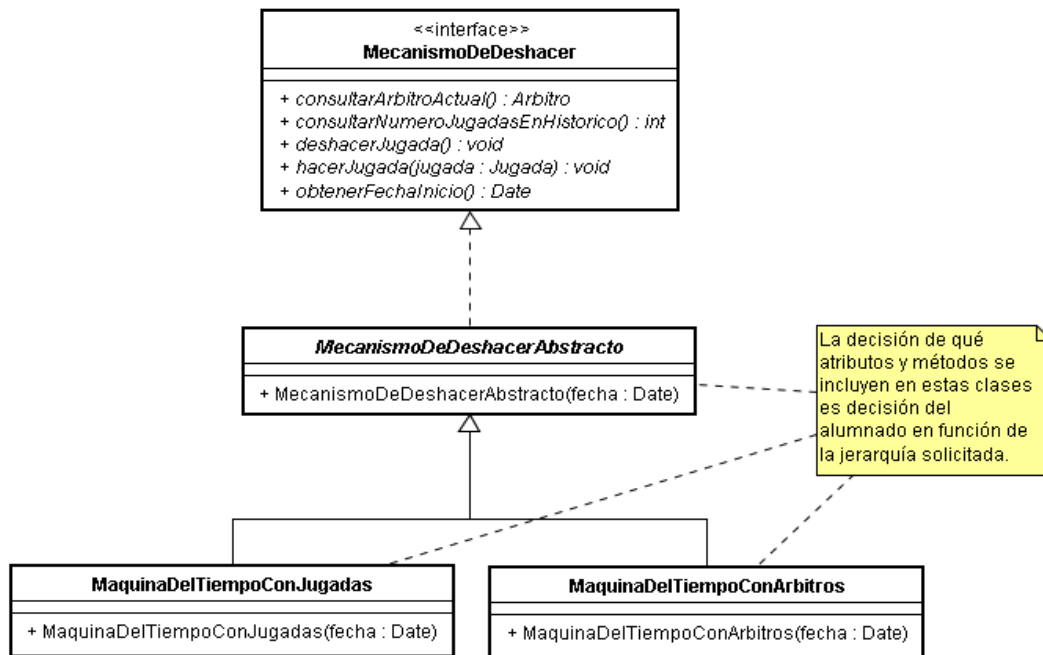 <<interface>>
MecanismoDeDeshacer
+ consultarArbitroActual() : Arbitro
+ consultarNumeroJugadasEnHistorico() : int
+ deshacerJugada() : void
+ hacerJugada(jugada : Jugada) : void
+ obtenerFechaInicio() : Date
MecanismoDeDeshacerAbstracto
+ MecanismoDeDeshacerAbstracto(fecha : Date)
La decisión de qué
atributos y métodos se
incluyen en estas clases
es decisión del
alumnado en función de
la jerarquía solicitada.
MaquinaDelTiempoConJugadas
+ MaquinaDelTiempoConJugadas(fecha : Date)
MaquinaDelTiempoConArbitros
+ MaquinaDelTiempoConArbitros(fecha : Date)